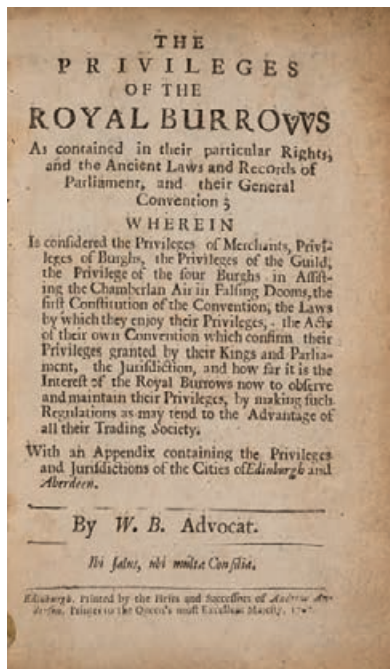 THE
PRIVILEGES
OF THE
ROYAL BURROVVS
As contained in their particular Rights,
and the Ancient Laws and Records of
Parliament, and their General
Convention;
WHEREIN
Is conſidered the Privileges of Merchants, Privi-
leges of Burghs, the Privileges of the Guild,
the Privilege of the four Burghs in Aſſiſt-
ing the Chamberlan Air in Falſing Dooms, the
firſt Conſtitution of the Convention, the Laws
by which they enjoy their Privileges, the Acts
of their own Convention which confirm their
Privileges granted by their Kings and Parlia-
ment, the Juriſdiction, and how far it is the
Intereſt of the Royal Burrows now to obſerve
and maintain their Privileges, by making ſuch
Regulations as may tend to the Advantage of
all their Trading Society.
With an Appendix containing the Privileges
and Juriſdictions of the Cities of Edinburgh and
Aberdeen.
By W. B. Advocat.
Ibi ſalus, ubi multa Conſilia.
Edinburgh, Printed by the Heirs and Succeſſors of Andrew An-
derſon, Printer to the Queen's moſt Excellent Majeſty,